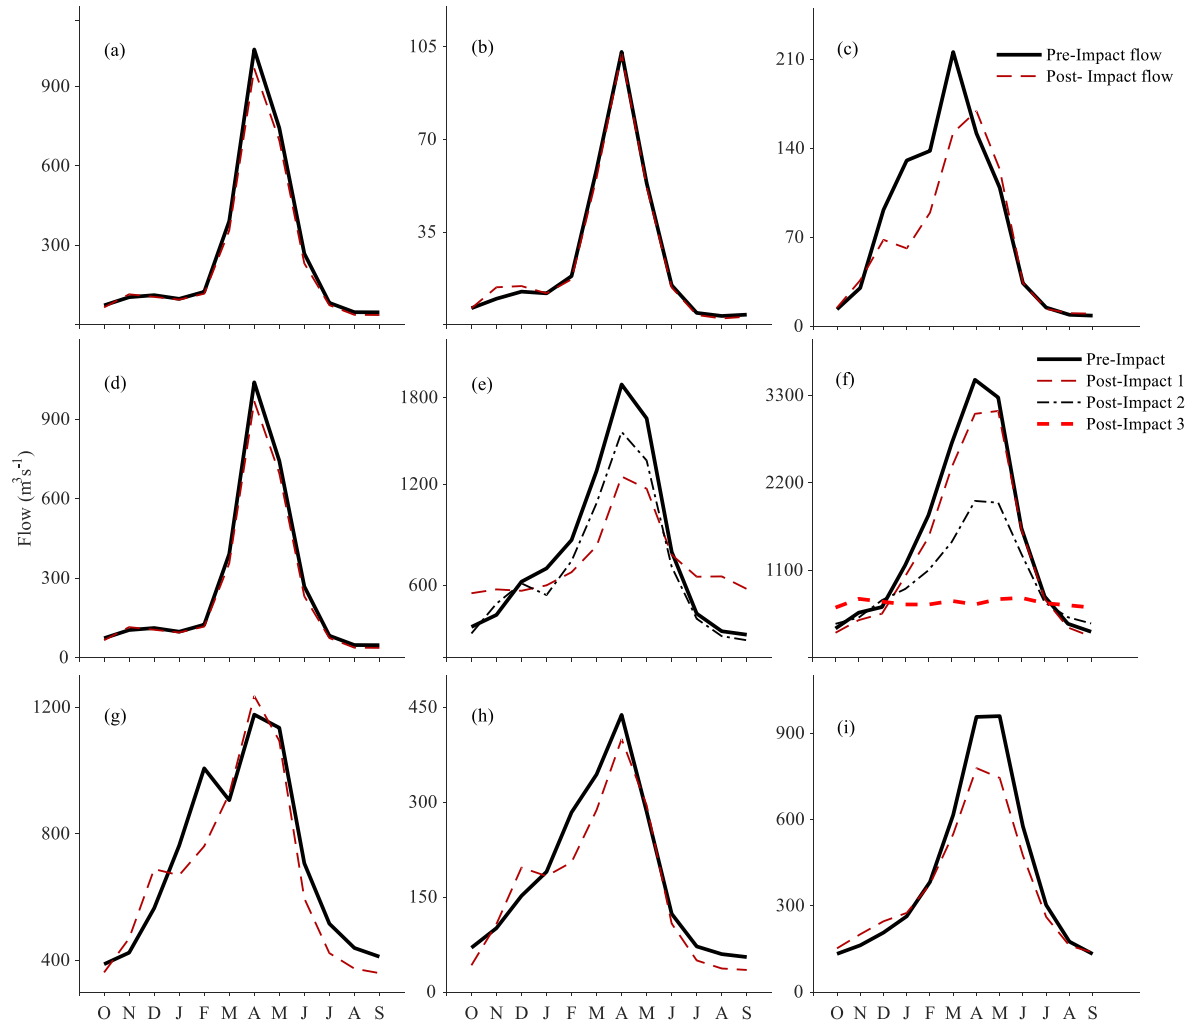 (a)
900
600
300
(b)
105
70
35
(c)
210
140
70
0
Pre-Impact flow
Post- Impact flow
(d)
900
600
300
0
Flow (m³s⁻¹)
(e)
1800
1200
600
(f)
3300
2200
1100
Pre-Impact
Post-Impact 1
Post-Impact 2
Post-Impact 3
(g)
1200
800
400
O N D J F M A M J J A S
(h)
450
300
150
0
O N D J F M A M J J A S
(i)
900
600
300
0
O N D J F M A M J J A S